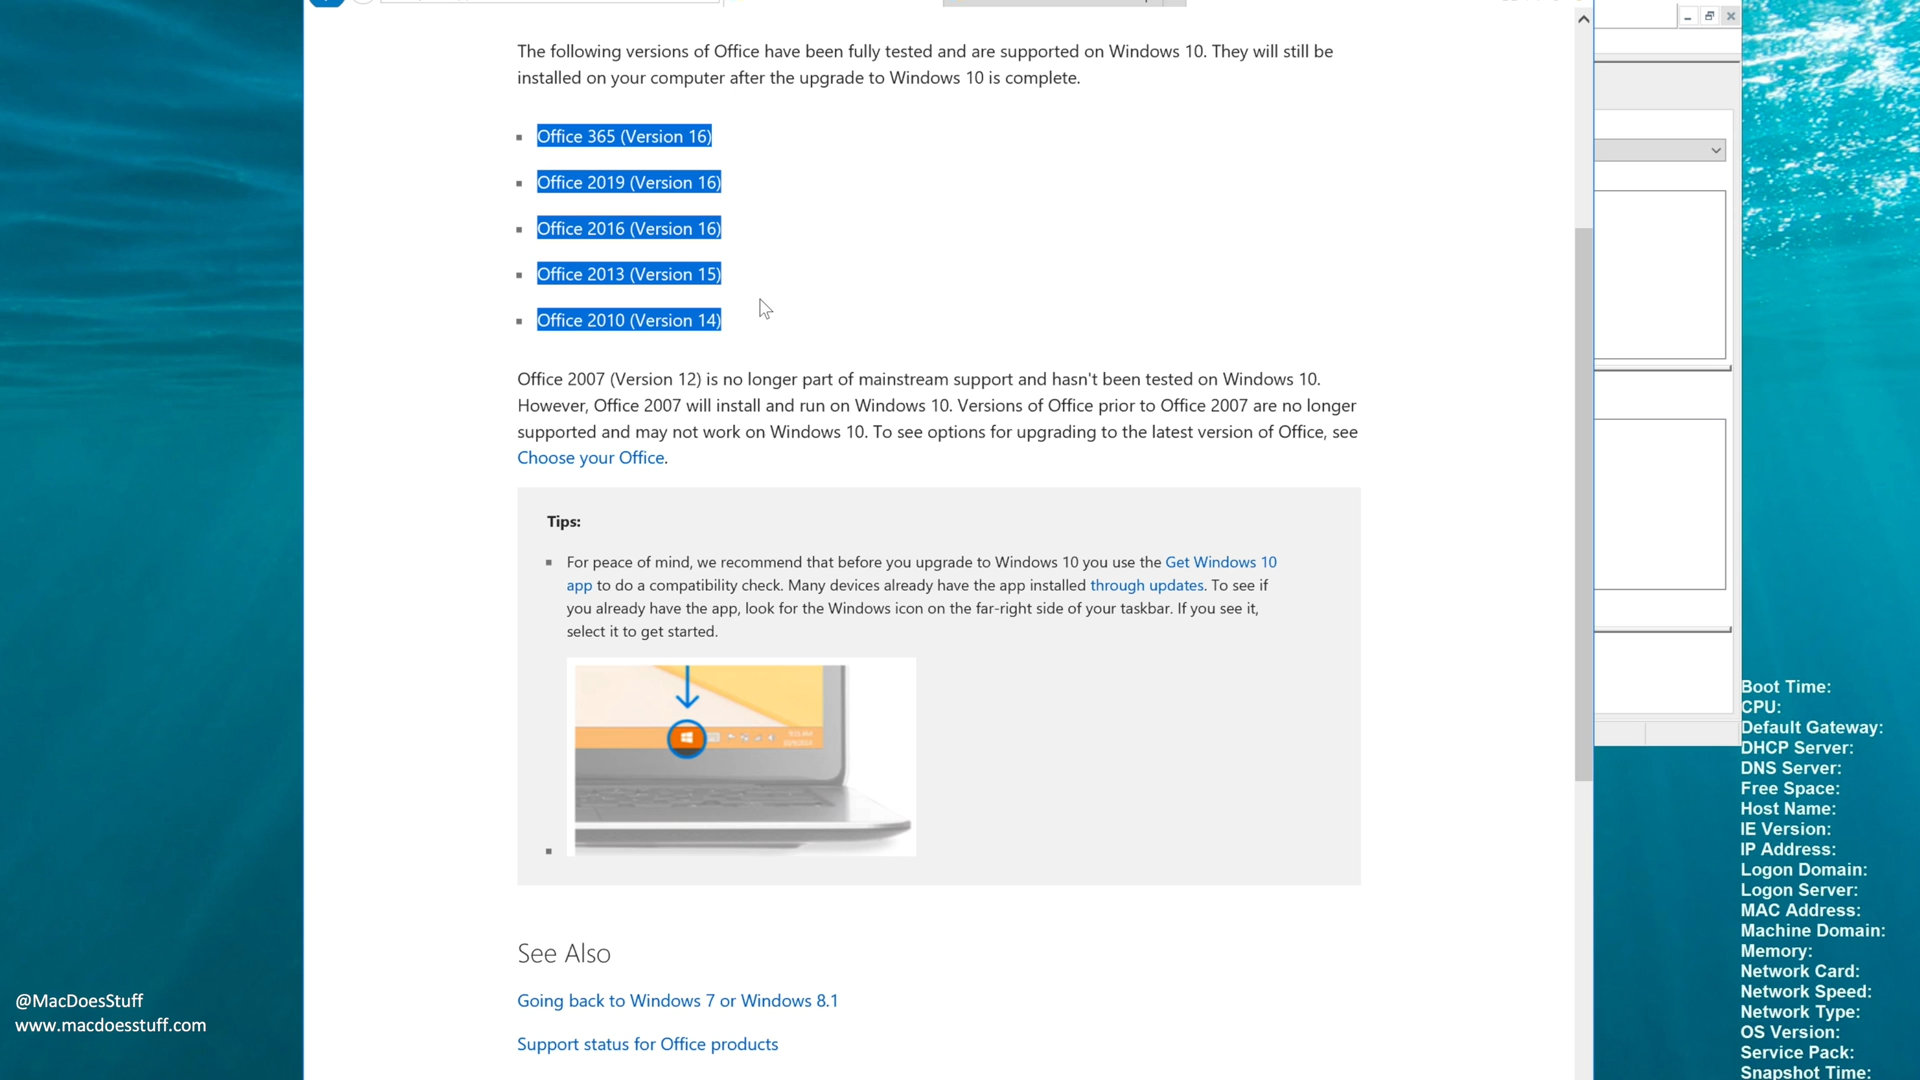 The following versions of Office have been fully tested and are supported on Windows 10. They will still be
installed on your computer after the upgrade to Windows 10 is complete.
Office 365 (Version 16)
Office 2019 (Version 16)
Office 2016 (Version 16)
Office 2013 (Version 15)
Office 2010 (Version 14)
Office 2007 (Version 12) is no longer part of mainstream support and hasn't been tested on Windows 10.
However, Office 2007 will install and run on Windows 10. Versions of Office prior to Office 2007 are no longer
supported and may not work on Windows 10. To see options for upgrading to the latest version of Office, see
Choose your Office.
Tips:
For peace of mind, we recommend that before you upgrade to Windows 10 you use the Get Windows 10
app to do a compatibility check. Many devices already have the app installed through updates. To see if
you already have the app, look for the Windows icon on the far-right side of your taskbar. If you see it,
select it to get started.
See Also
Going back to Windows 7 or Windows 8.1
Support status for Office products
@MacDoesStuff
www.macdoesstuff.com
Boot Time:
CPU:
Default Gateway:
DHCP Server:
DNS Server:
Free Space:
Host Name:
IE Version:
IP Address:
Logon Domain:
Logon Server:
MAC Address:
Machine Domain:
Memory:
Network Card:
Network Speed:
Network Type:
OS Version:
Service Pack:
Snapshot Time: